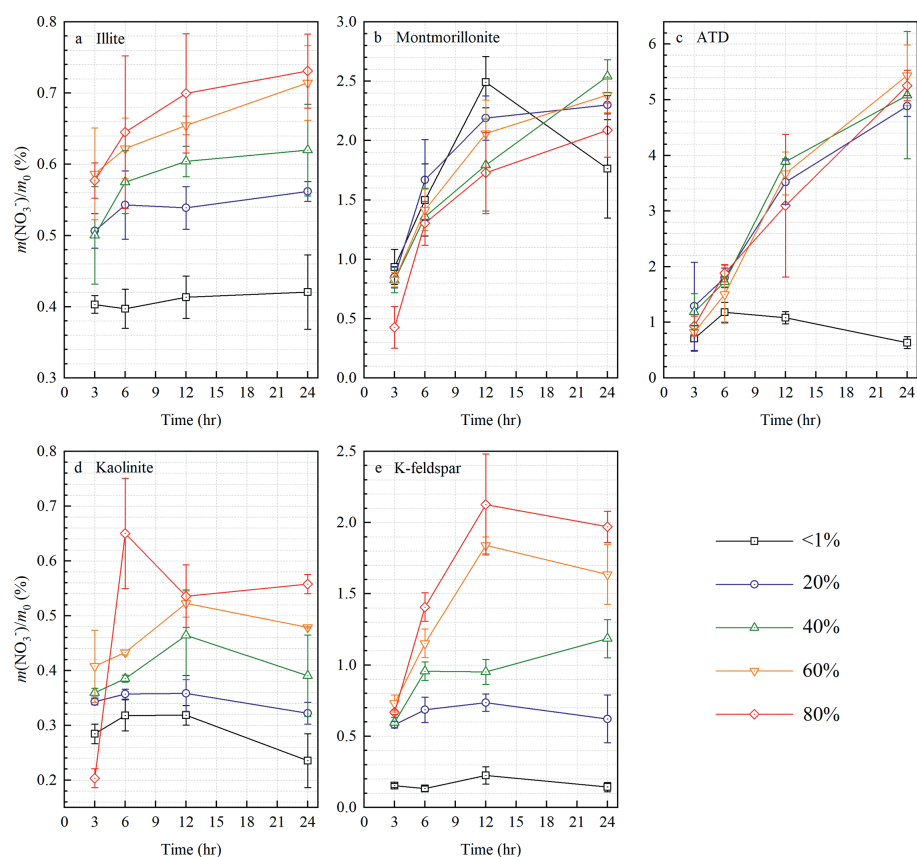 a Illite
0.8
0.7
0.6
0.5
0.4
0.3
m(NO₃⁻)/m₀ (%)
0 3 6 9 12 15 18 21 24
Time (hr)
b Montmorillonite
3.0
2.5
2.0
1.5
1.0
0.5
0.0
0 3 6 9 12 15 18 21 24
Time (hr)
c ATD
6
5
4
3
2
1
0
0 3 6 9 12 15 18 21 24
Time (hr)
d Kaolinite
0.8
0.7
0.6
0.5
0.4
0.3
0.2
m(NO₃⁻)/m₀ (%)
0 3 6 9 12 15 18 21 24
Time (hr)
e K-feldspar
2.5
2.0
1.5
1.0
0.5
0.0
0 3 6 9 12 15 18 21 24
Time (hr)
<1%
20%
40%
60%
80%